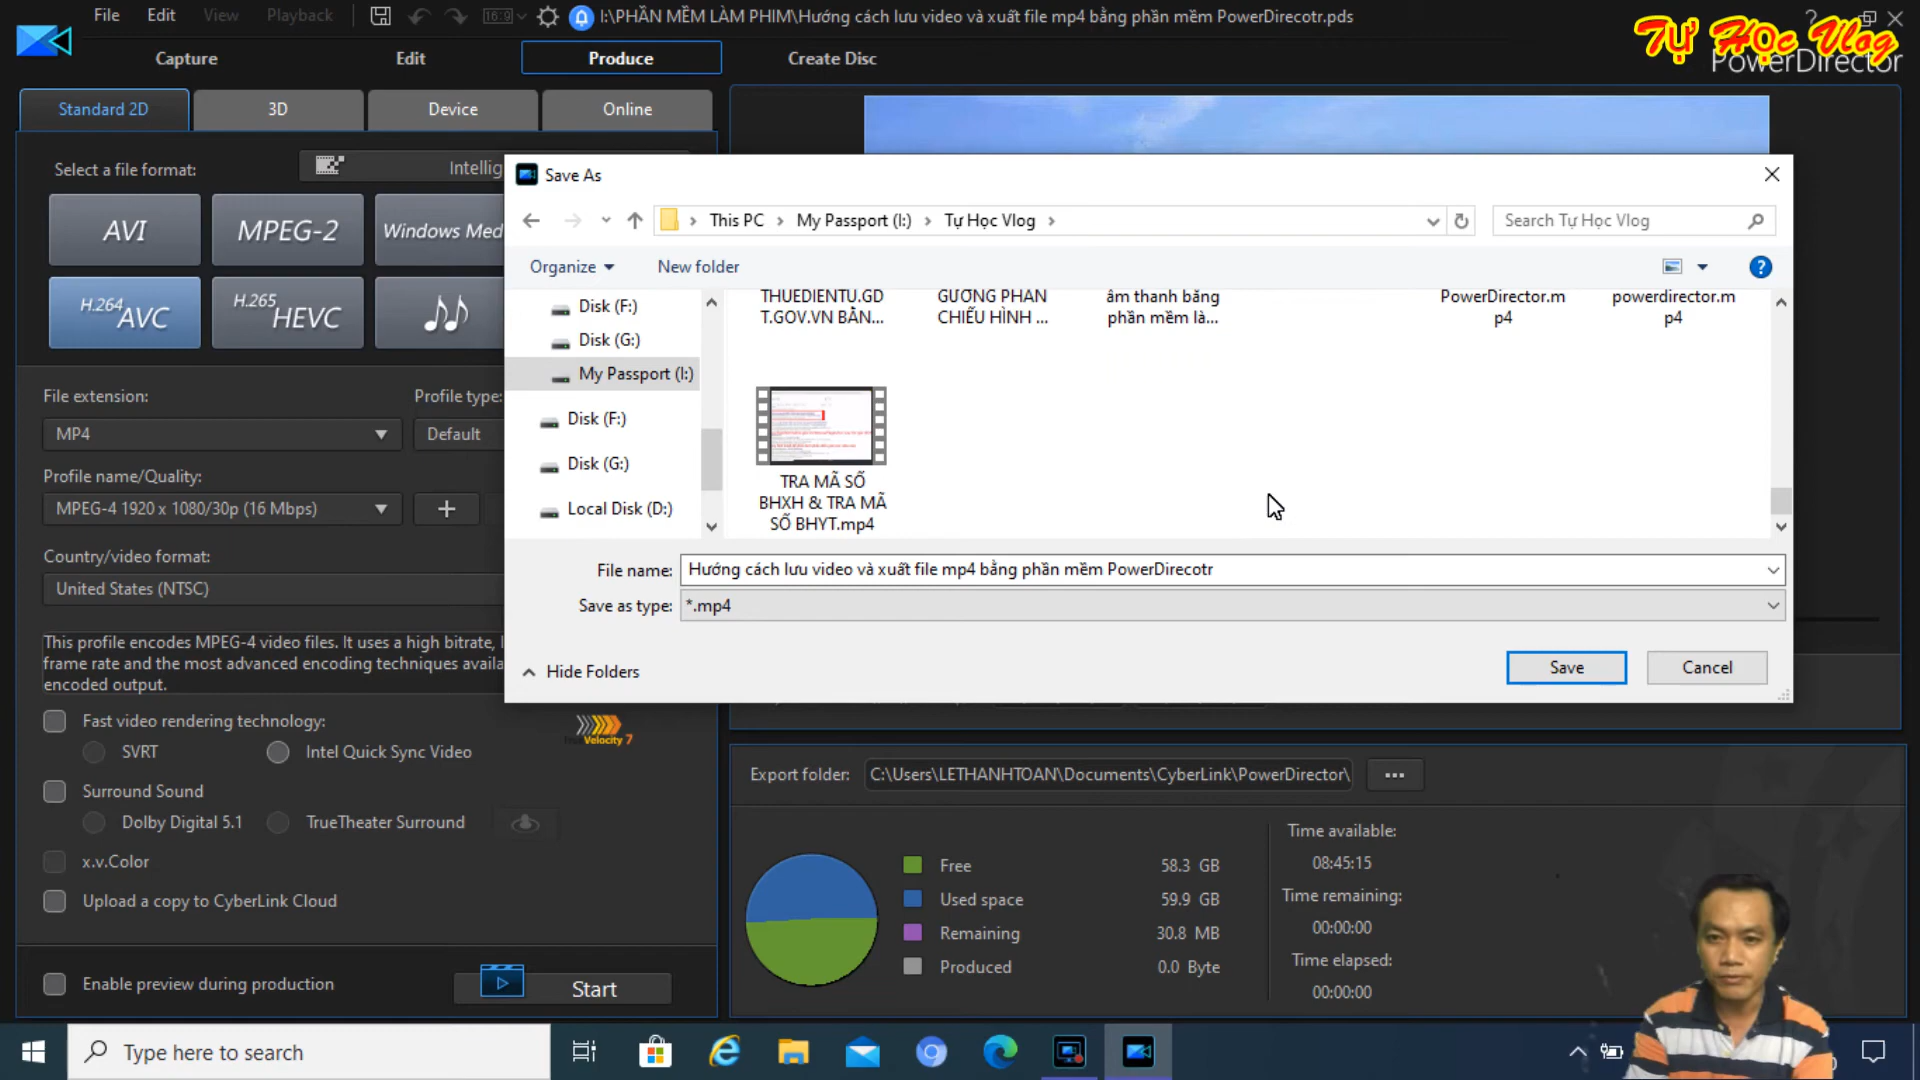 File
Edit
View
Playback
16:9
I:\PHẦN MỀM LÀM PHIM\Hướng cách lưu video và xuất file mp4 bằng phần mềm PowerDirecotr.pds
?
Tự Học Vlog
PowerDirector
Capture
Edit
Produce
Create Disc
Standard 2D
3D
Device
Online
Select a file format:
Intellig
AVI
MPEG-2
Windows Med
H.264 AVC
H.265 HEVC
File extension:
Profile type:
MP4
Default
Profile name/Quality:
MPEG-4 1920 x 1080/30p (16 Mbps)
Country/video format:
United States (NTSC)
This profile encodes MPEG-4 video files. It uses a high bitrate,
frame rate and the most advanced encoding techniques availa
encoded output.
Fast video rendering technology:
Velocity 7
SVRT
Intel Quick Sync Video
Surround Sound
Dolby Digital 5.1
TrueTheater Surround
x.v.Color
Upload a copy to CyberLink Cloud
Enable preview during production
Start
Save As
This PC
My Passport (I:)
Tự Học Vlog
Search Tự Học Vlog
Organize
New folder
?
Disk (F:)
Disk (G:)
My Passport (I:)
Disk (F:)
Disk (G:)
Local Disk (D:)
THUEDIENTU.GD
T.GOV.VN BẰN...
GƯƠNG PHẢN
CHIẾU HÌNH ...
âm thanh bằng
phần mềm là...
PowerDirector.m
p4
powerdirector.m
p4
TRA MÃ SỐ
BHXH & TRA MÃ
SỐ BHYT.mp4
File name:
Hướng cách lưu video và xuất file mp4 bằng phần mềm PowerDirecotr
Save as type:
*.mp4
Hide Folders
Save
Cancel
Export folder:
C:\Users\LETHANHTOAN\Documents\CyberLink\PowerDirector\
...
Free
58.3 GB
Used space
59.9 GB
Remaining
30.8 MB
Produced
0.0 Byte
Time available:
08:45:15
Time remaining:
00:00:00
Time elapsed:
00:00:00
Type here to search